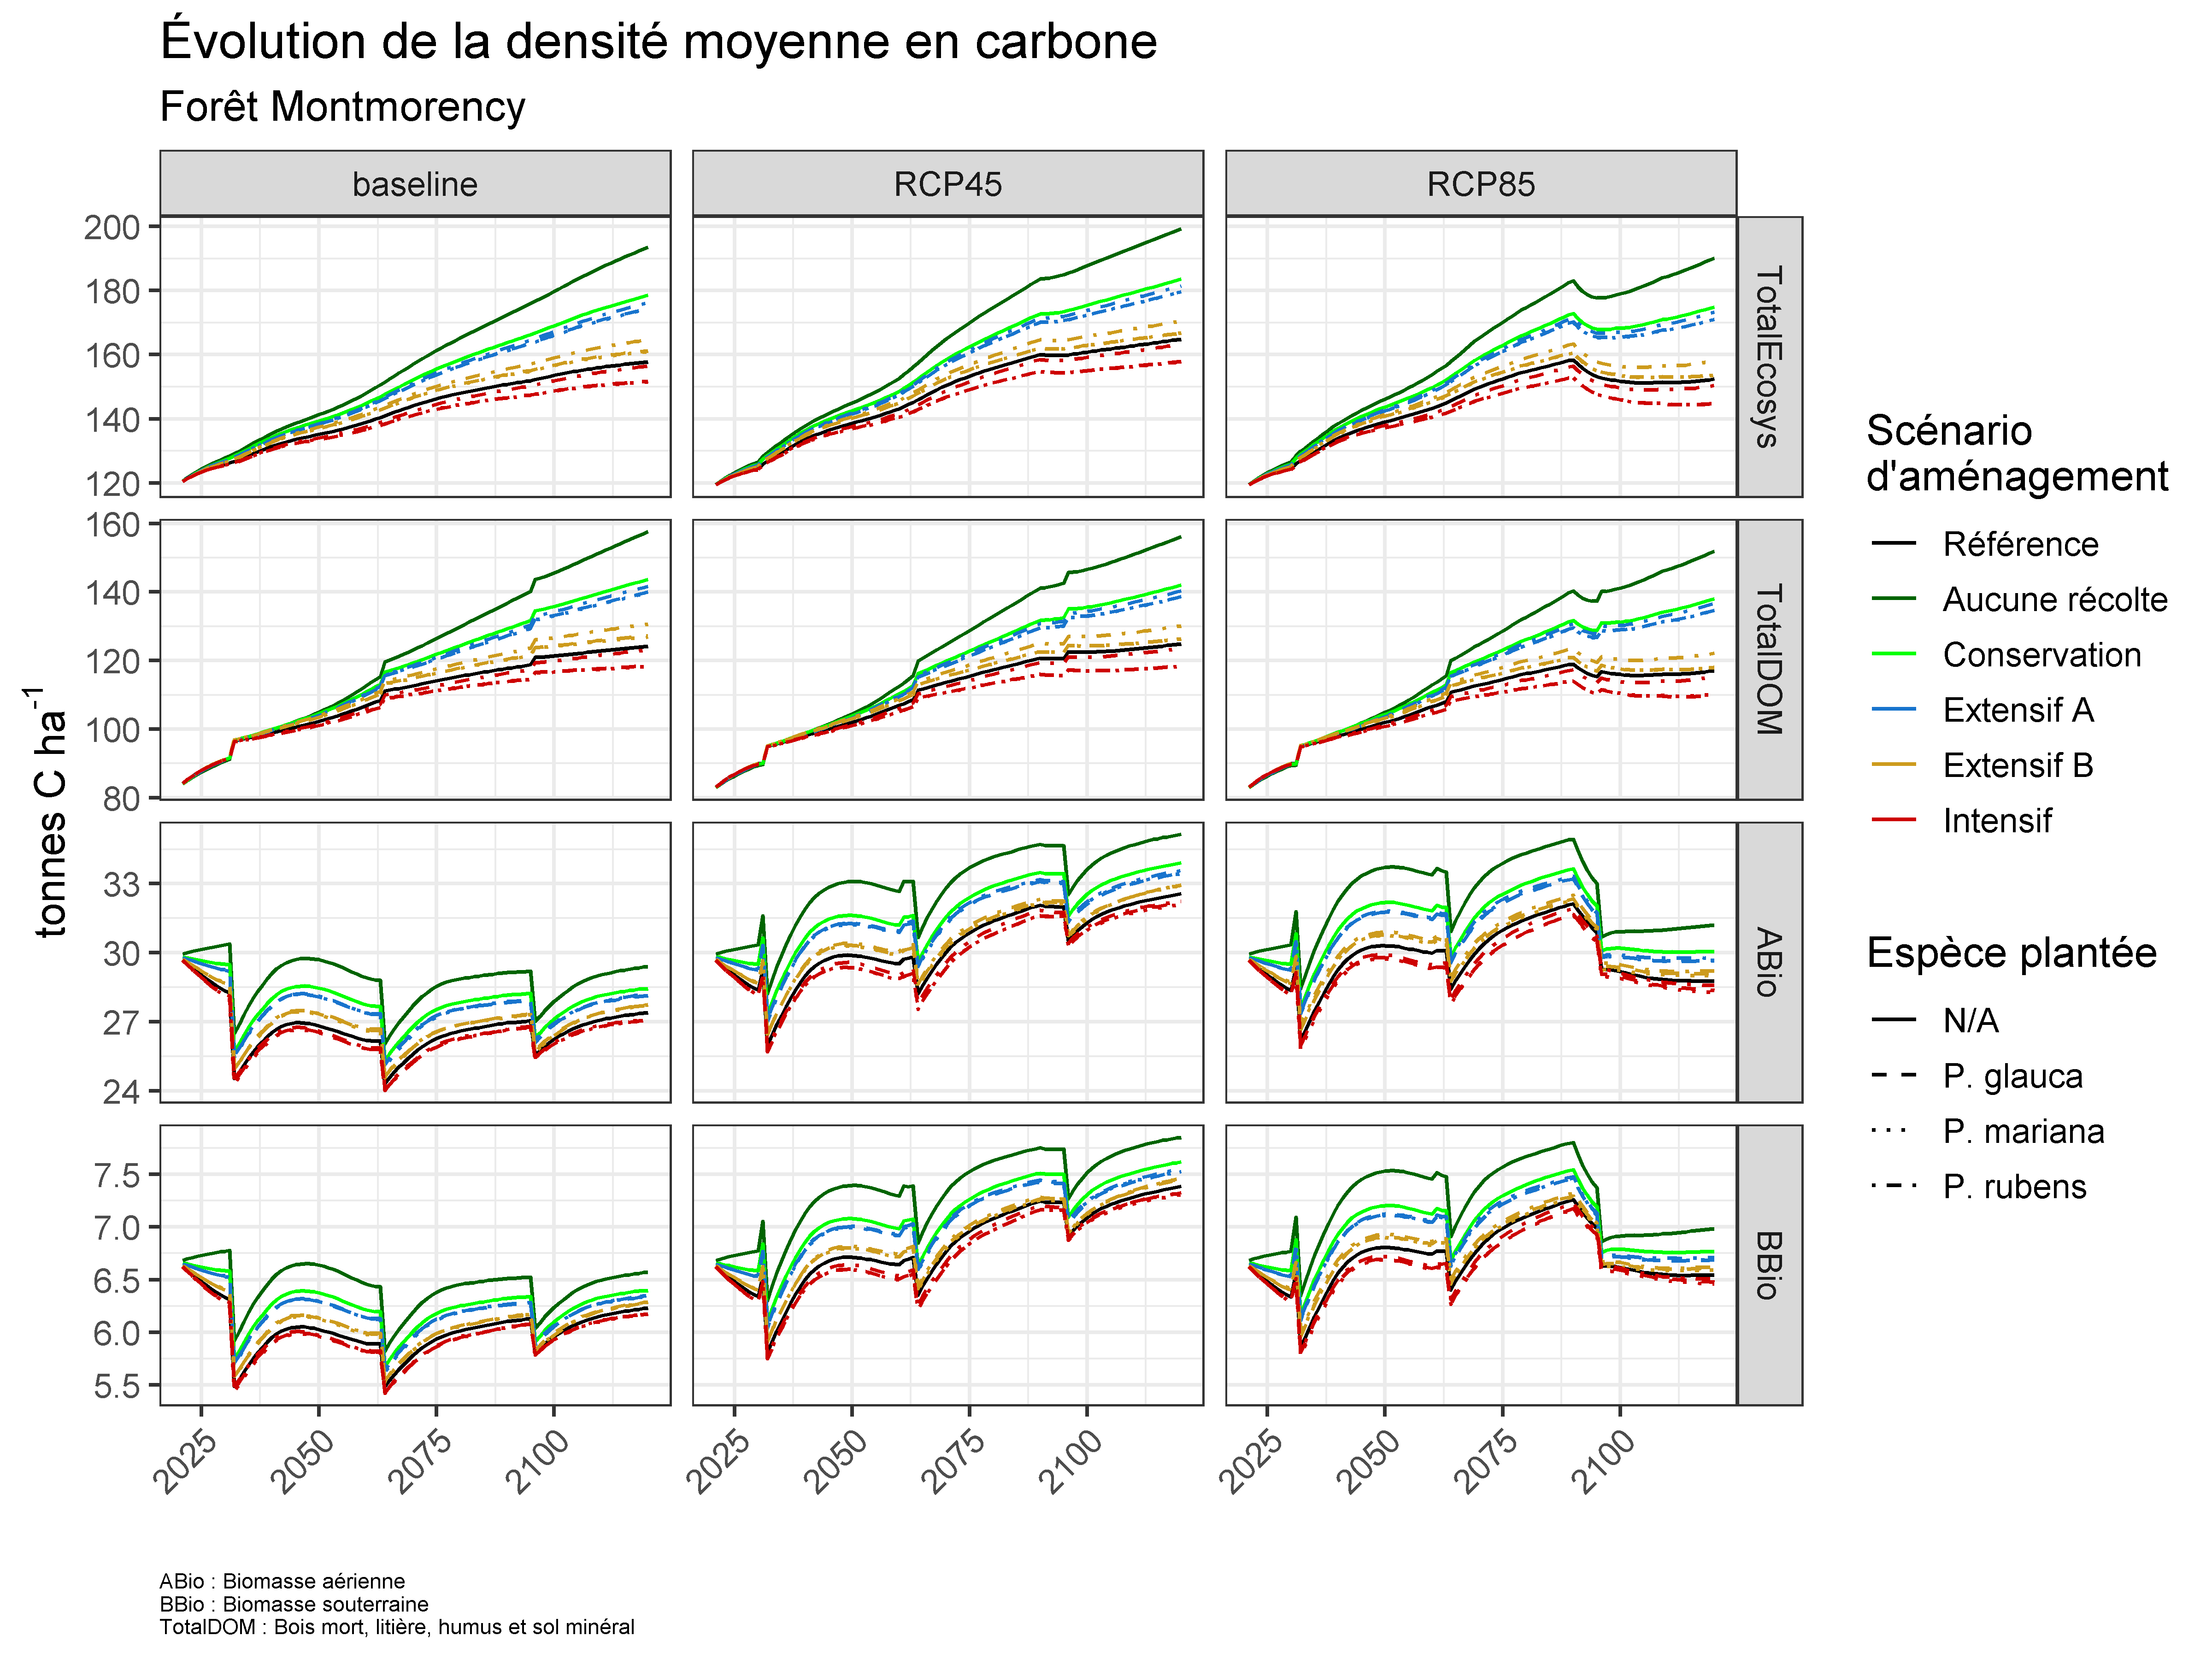 Évolution de la densité moyenne en carbone
Forêt Montmorency
baseline
RCP45
RCP85
200
180
160
140
120
TotalEcosys
160
140
120
100
80
TotalDOM
33
30
27
24
ABio
7.5
7.0
6.5
6.0
5.5
BBio
tonnes C ha⁻¹
2025 2050 2075 2100
2025 2050 2075 2100
2025 2050 2075 2100
Scénario
d'aménagement
Référence
Aucune récolte
Conservation
Extensif A
Extensif B
Intensif
Espèce plantée
N/A
P. glauca
P. mariana
P. rubens
ABio : Biomasse aérienne
BBio : Biomasse souterraine
TotalDOM : Bois mort, litière, humus et sol minéral